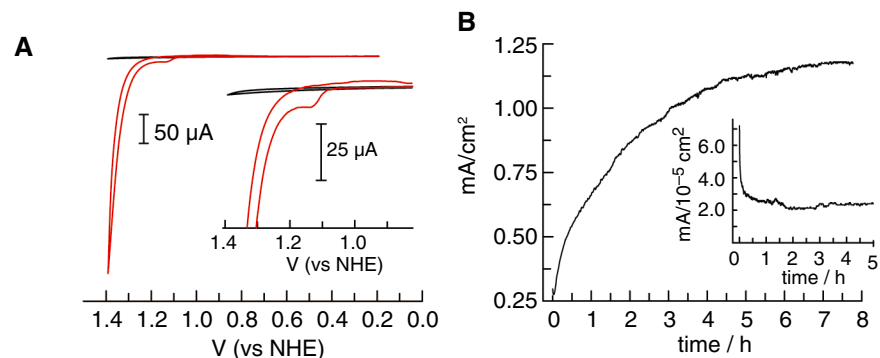 A
50 µA
25 µA
1.4 1.2 1.0
V (vs NHE)
1.4 1.2 1.0 0.8 0.6 0.4 0.2 0.0
V (vs NHE)
B
1.25
1.00
0.75
0.50
0.25
mA/cm²
0 1 2 3 4 5 6 7 8
time / h
6.0
4.0
2.0
mA/10⁻⁵ cm²
0 1 2 3 4 5
time / h